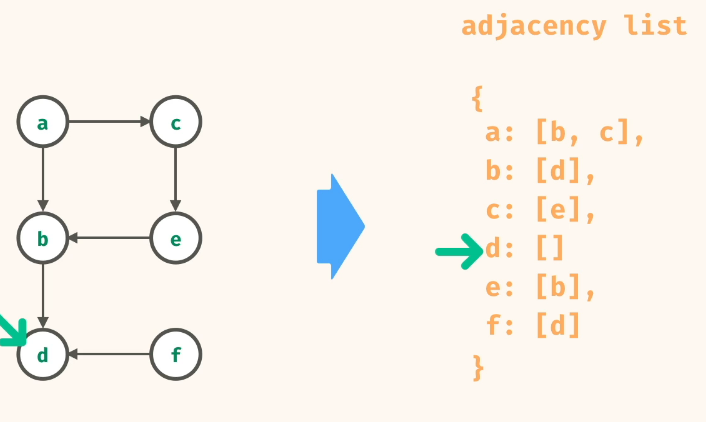 adjacency list
a c
b e
d f
{
a: [b, c],
b: [d],
c: [e],
d: []
e: [b],
f: [d]
}